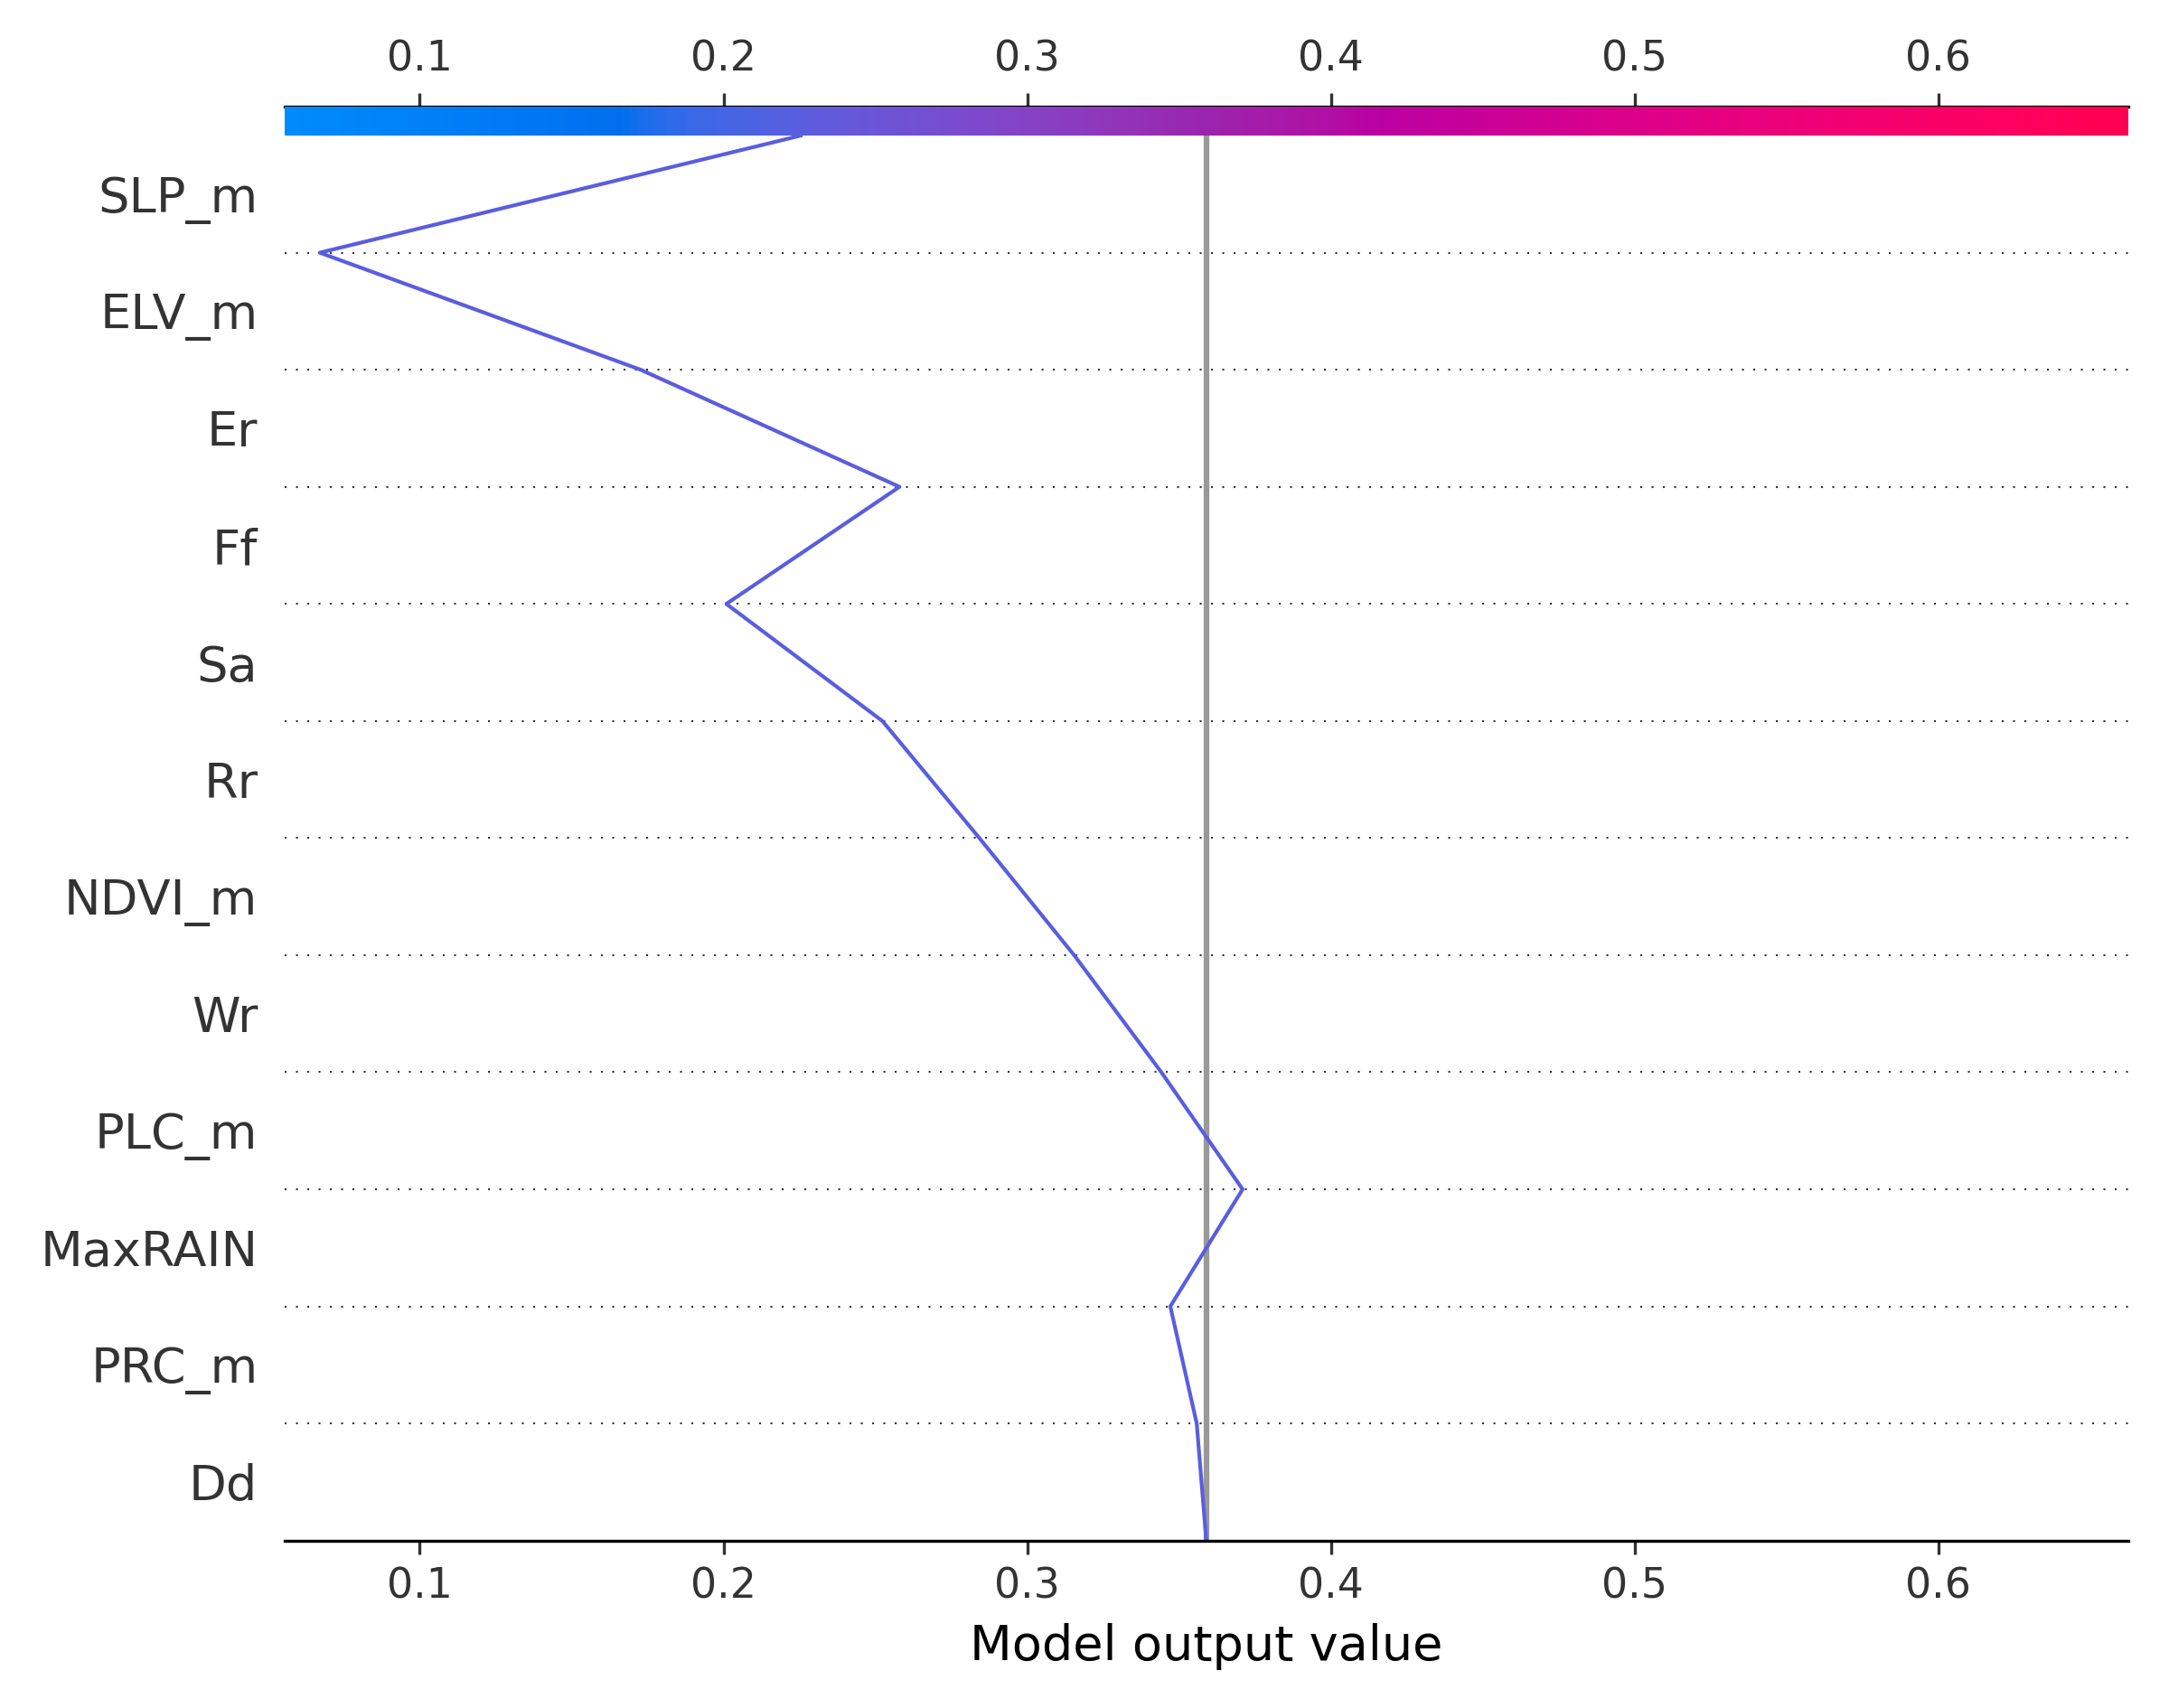 0.1 0.2 0.3 0.4 0.5 0.6
SLP_m
ELV_m
Er
Ff
Sa
Rr
NDVI_m
Wr
PLC_m
MaxRAIN
PRC_m
Dd
0.1 0.2 0.3 0.4 0.5 0.6
Model output value